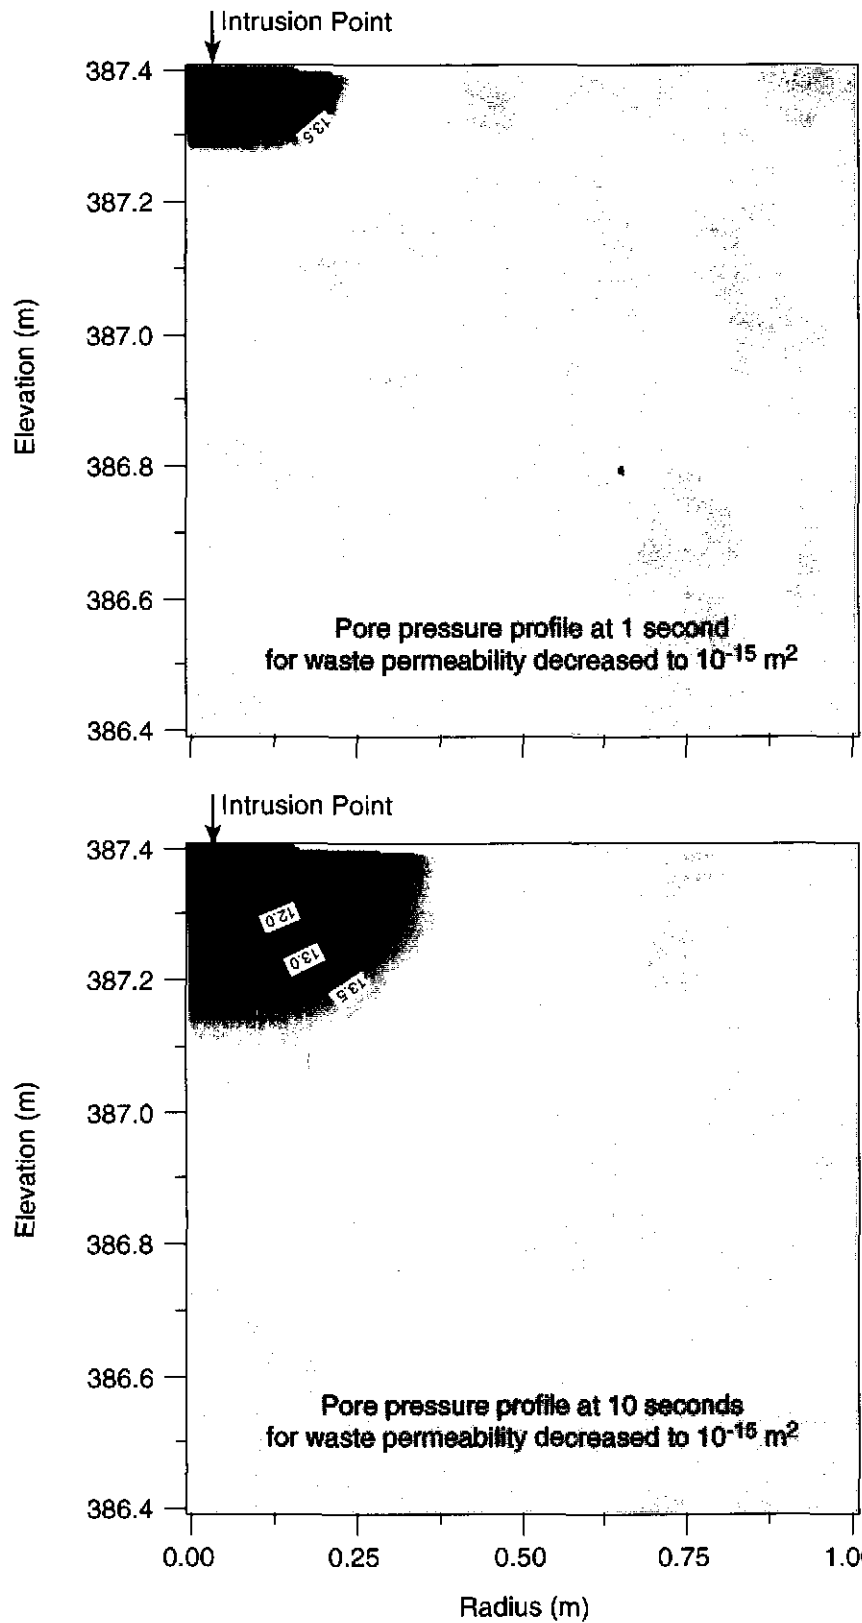 Intrusion Point
387.4
13.5
387.2
387.0
386.8
386.6
386.4
Elevation (m)
Pore pressure profile at 1 second
for waste permeability decreased to 10⁻¹⁵ m²
Intrusion Point
387.4
12.0
13.0
13.5
387.2
387.0
386.8
386.6
386.4
Elevation (m)
Pore pressure profile at 10 seconds
for waste permeability decreased to 10⁻¹⁵ m²
0.00 0.25 0.50 0.75 1.0
Radius (m)